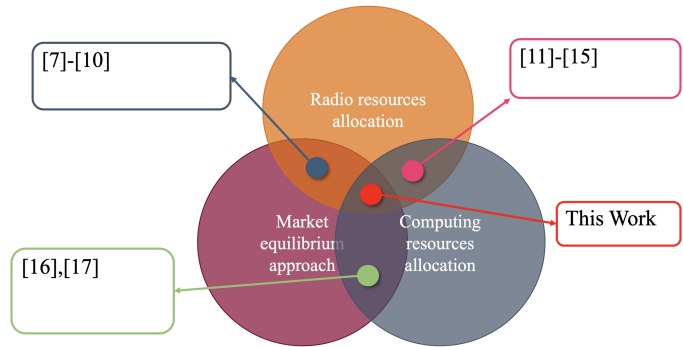 [7]-[10]
[11]-[15]
Radio resources
allocation
This Work
Market
equilibrium
approach
Computing
resources
allocation
[16],[17]